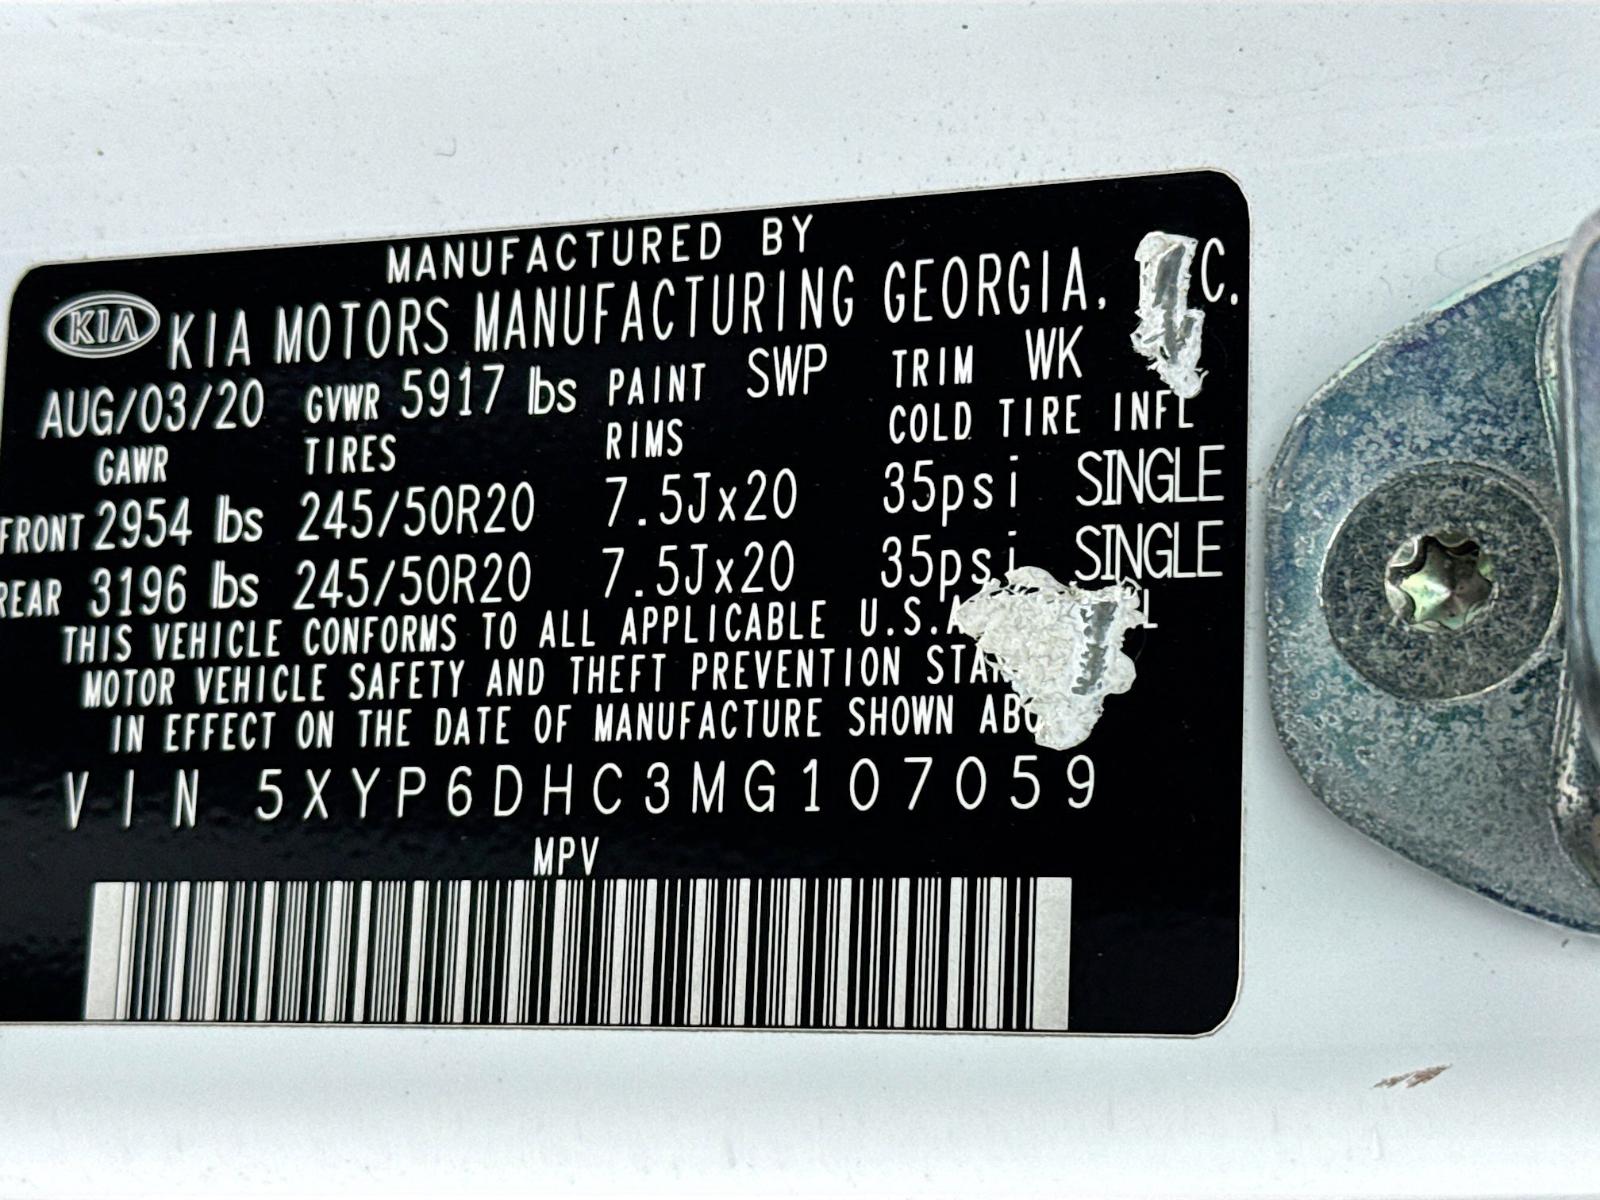 MANUFACTURED BY
KIA KIA MOTORS MANUFACTURING GEORGIA, C.
AUG/03/20 GVWR 5917 lbs PAINT SWP TRIM WK
GAWR TIRES RIMS COLD TIRE INFL
FRONT 2954 lbs 245/50R20 7.5Jx20 35psi SINGLE
REAR 3196 lbs 245/50R20 7.5Jx20 35psi SINGLE
THIS VEHICLE CONFORMS TO ALL APPLICABLE U.S.
MOTOR VEHICLE SAFETY AND THEFT PREVENTION
IN EFFECT ON THE DATE OF MANUFACTURE SHOWN
VIN 5XYP6DHC3MG107059
MPV